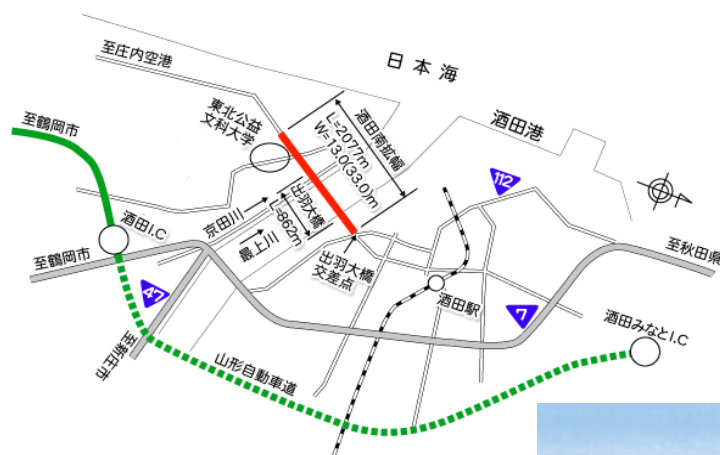 日本海
至庄内空港
酒田港
至鶴岡市
東北公益
文科大学
酒田南拡幅
L=2077m
W=13.0(33.0)m
112
出羽大橋
L=862m
京田川
最上川
酒田I.C
至鶴岡市
至秋田県
出羽大橋
交差点
47
酒田駅
7
酒田みなとI.C
至新庄市
山形自動車道